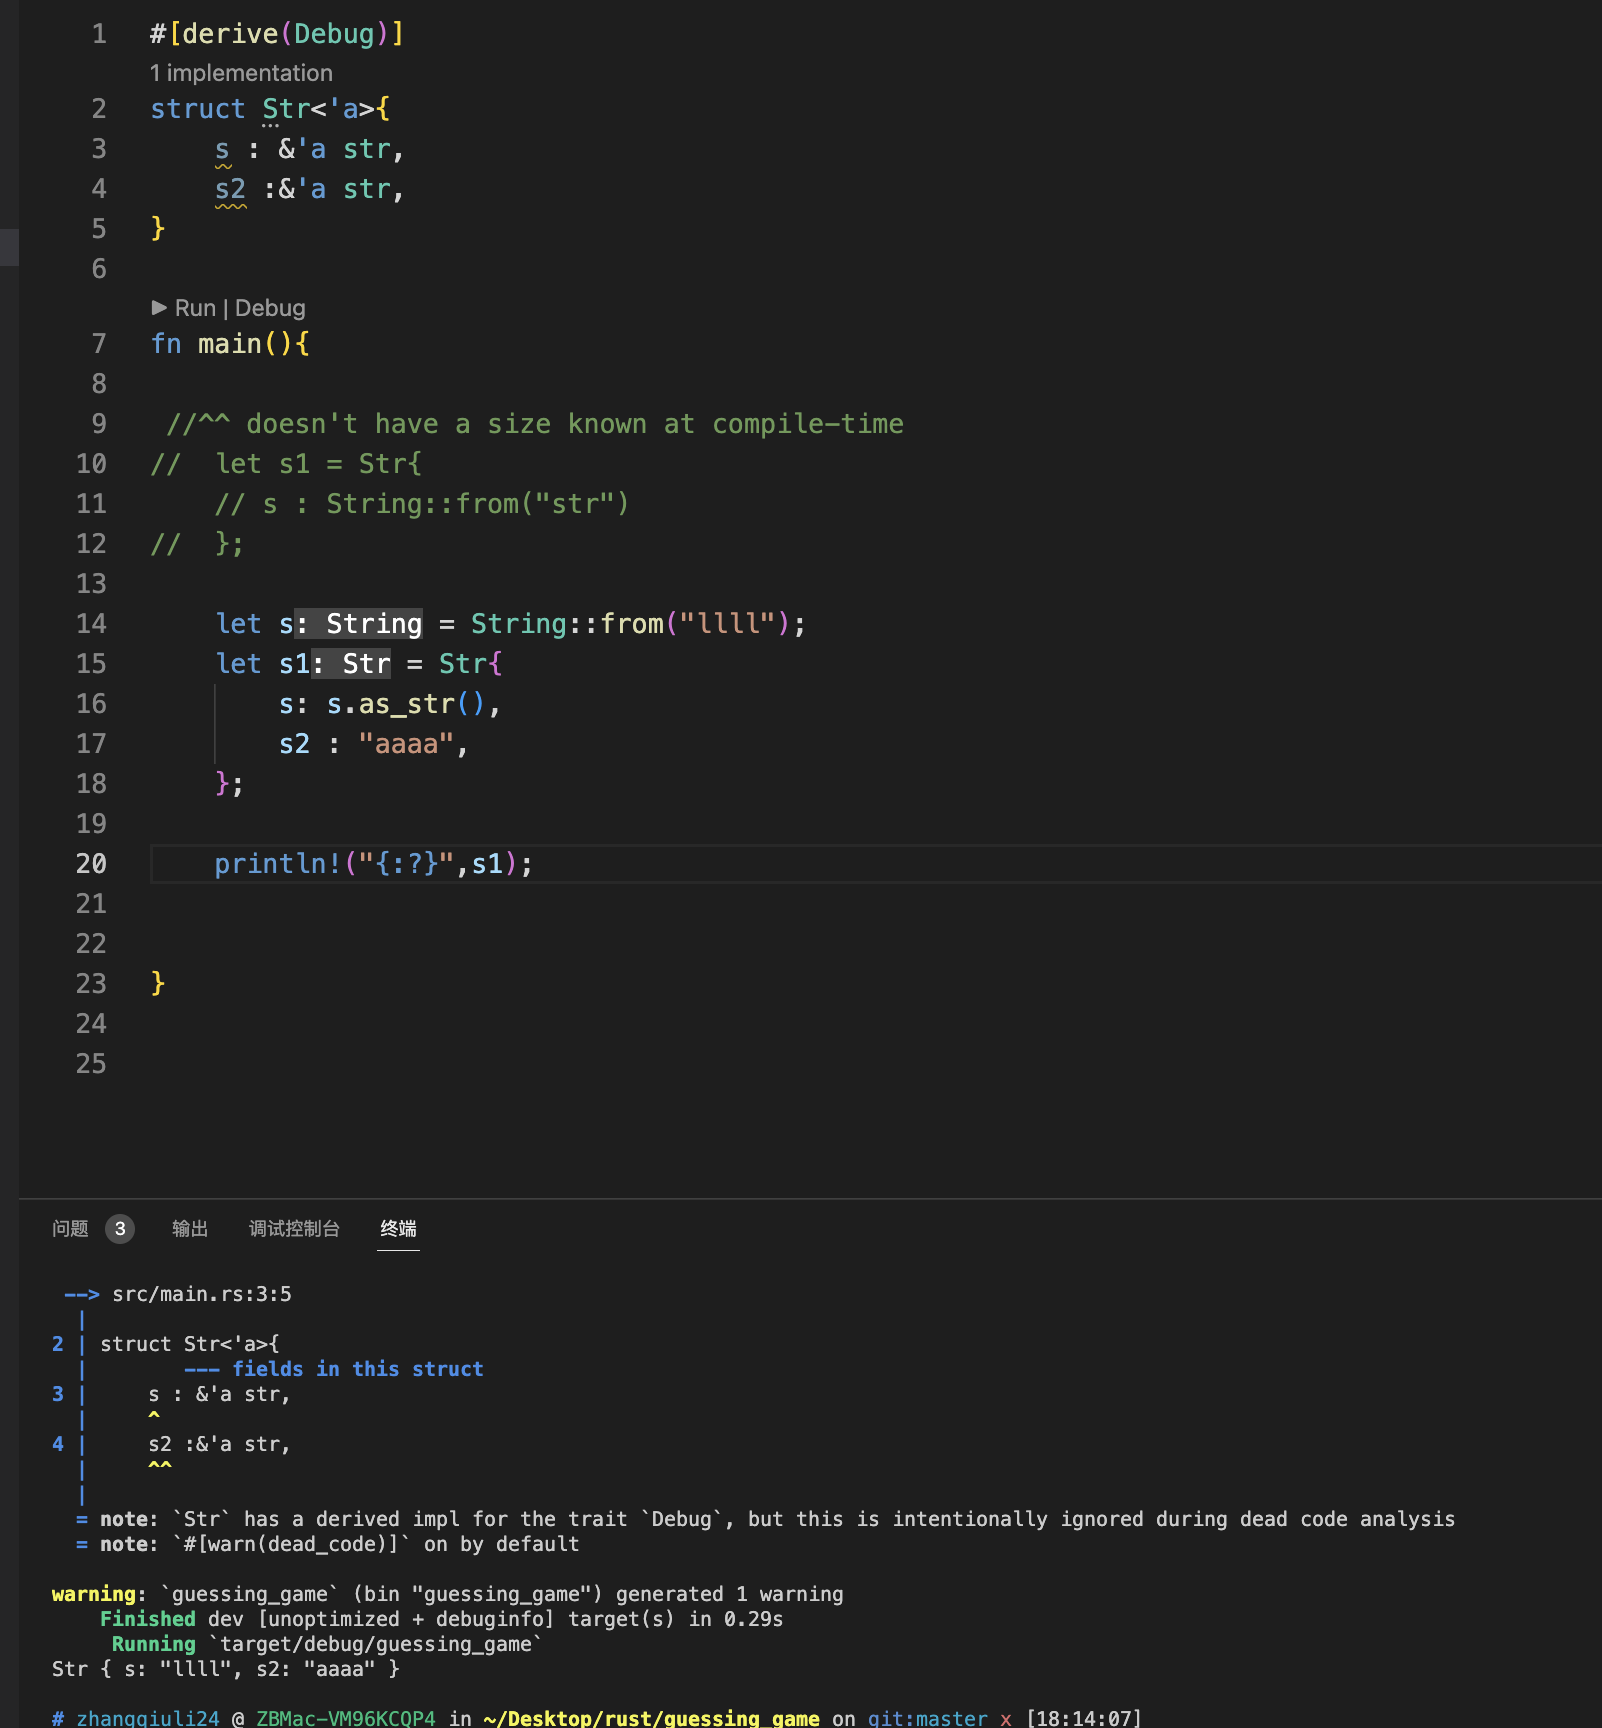 1 #[derive(Debug)]
1 implementation
2 struct Str<'a>{
3 s : &'a str,
4 s2 :&'a str,
5 }
6
▶ Run | Debug
7 fn main(){
8
9 //^^ doesn't have a size known at compile-time
10 // let s1 = Str{
11 // s : String::from("str")
12 // };
13
14 let s: String = String::from("llll");
15 let s1: Str = Str{
16 s: s.as_str(),
17 s2 : "aaaa",
18 };
19
20 println!("{:?}",s1);
21
22
23 }
24
25
问题 3 输出 调试控制台 终端
--> src/main.rs:3:5
|
2 | struct Str<'a>{
| --- fields in this struct
3 | s : &'a str,
| ^
4 | s2 :&'a str,
| ^^
|
= note: `Str` has a derived impl for the trait `Debug`, but this is intentionally ignored during dead code analysis
= note: `#[warn(dead_code)]` on by default
warning: `guessing_game` (bin "guessing_game") generated 1 warning
Finished dev [unoptimized + debuginfo] target(s) in 0.29s
Running `target/debug/guessing_game`
Str { s: "llll", s2: "aaaa" }
# zhangqiuli24 @ ZBMac-VM96KCQP4 in ~/Desktop/rust/guessing_game on git:master x [18:14:07]